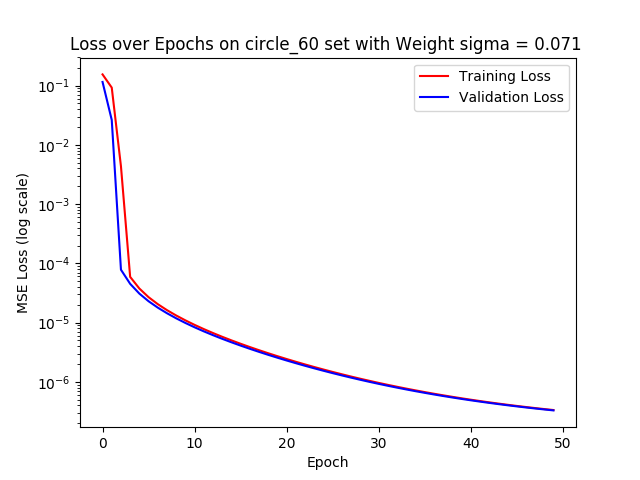 Loss over Epochs on circle_60 set with Weight sigma = 0.071
Training Loss
Validation Loss
MSE Loss (log scale)
10⁻¹
10⁻²
10⁻³
10⁻⁴
10⁻⁵
10⁻⁶
0 10 20 30 40 50
Epoch